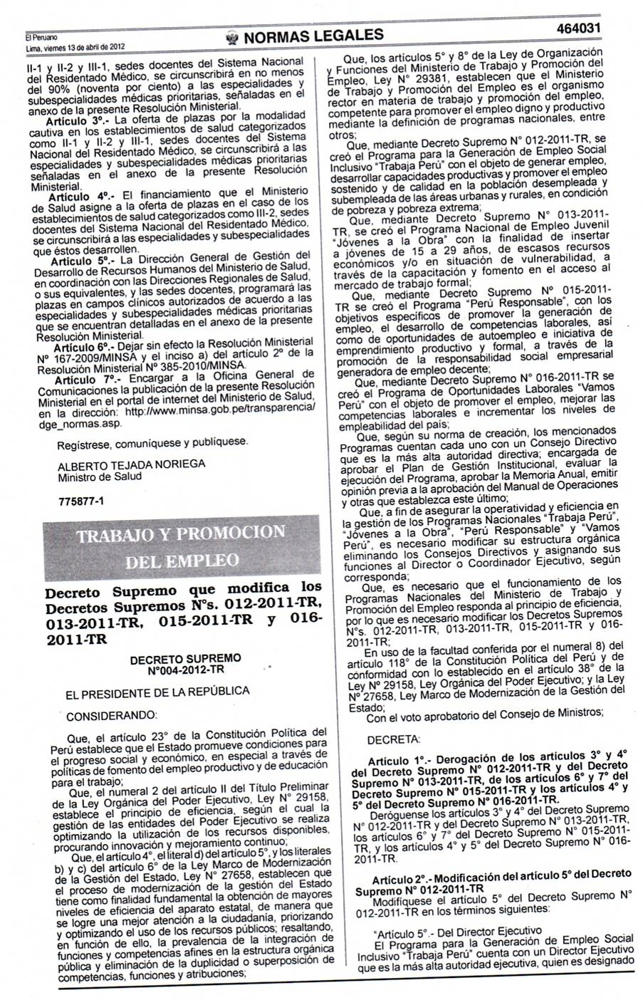 El Peruano
Lima, viernes 13 de abril de 2012
NORMAS LEGALES
464031
II-1 y II-2 y III-1, sedes docentes del Sistema Nacional
del Residentado Médico, se circunscribirá en no menos
del 90% (noventa por ciento) a las especialidades y
subespecialidades médicas prioritarias, señaladas en el
anexo de la presente Resolución Ministerial.
Artículo 3º.- La oferta de plazas por la modalidad
cautiva en los establecimientos de salud categorizados
como II-1 y II-2 y III-1, sedes docentes del Sistema
Nacional del Residentado Médico, se circunscribirá a las
especialidades y subespecialidades médicas prioritarias
señaladas en el anexo de la presente Resolución
Ministerial.
Artículo 4º.- El financiamiento que el Ministerio
de Salud asigne a la oferta de plazas en el caso de los
establecimientos de salud categorizados como III-2, sedes
docentes del Sistema Nacional del Residentado Médico,
se circunscribirá a las especialidades y subespecialidades
que éstos desarrollen.
Artículo 5º.- La Dirección General de Gestión del
Desarrollo de Recursos Humanos del Ministerio de Salud,
en coordinación con las Direcciones Regionales de Salud,
o sus equivalentes, y las sedes docentes, programará las
plazas en campos clínicos autorizados de acuerdo a las
especialidades y subespecialidades médicas prioritarias
que se encuentran detalladas en el anexo de la presente
Resolución Ministerial.
Artículo 6º.- Dejar sin efecto la Resolución Ministerial
Nº 167-2009/MINSA y el inciso a) del artículo 2º de la
Resolución Ministerial Nº 385-2010/MINSA.
Artículo 7º.- Encargar a la Oficina General de
Comunicaciones la publicación de la presente Resolución
Ministerial en el portal de internet del Ministerio de Salud,
en la dirección: http://www.minsa.gob.pe/transparencia/
dge_normas.asp.
Regístrese, comuníquese y publíquese.
ALBERTO TEJADA NORIEGA
Ministro de Salud
775877-1
TRABAJO Y PROMOCION
DEL EMPLEO
Decreto Supremo que modifica los
Decretos Supremos N°s. 012-2011-TR,
013-2011-TR, 015-2011-TR y 016-
2011-TR
DECRETO SUPREMO
N°004-2012-TR
EL PRESIDENTE DE LA REPÚBLICA
CONSIDERANDO:
Que, el artículo 23° de la Constitución Política del
Perú establece que el Estado promueve condiciones para
el progreso social y económico, en especial a través de
políticas de fomento del empleo productivo y de educación
para el trabajo;
Que, el numeral 2 del artículo II del Título Preliminar
de la Ley Orgánica del Poder Ejecutivo, Ley N° 29158,
establece el principio de eficiencia, según el cual la
gestión de las entidades del Poder Ejecutivo se realiza
optimizando la utilización de los recursos disponibles,
procurando innovación y mejoramiento continuo;
Que, el artículo 4°, el literal d) del artículo 5°, y los literales
b) y c) del artículo 6° de la Ley Marco de Modernización
de la Gestión del Estado, Ley N° 27658, establecen que
el proceso de modernización de la gestión del Estado
tiene como finalidad fundamental la obtención de mayores
niveles de eficiencia del aparato estatal, de manera que
se logre una mejor atención a la ciudadanía, priorizando
y optimizando el uso de los recursos públicos; resaltando,
en función de ello, la prevalencia de la integración de
funciones y competencias afines en la estructura orgánica
pública y eliminación de la duplicidad o superposición de
competencias, funciones y atribuciones;
Que, los artículos 5° y 8° de la Ley de Organización
y Funciones del Ministerio de Trabajo y Promoción del
Empleo, Ley N° 29381, establecen que el Ministerio
de Trabajo y Promoción del Empleo es el organismo
rector en materia de trabajo y promoción del empleo,
competente para promover el empleo digno y productivo
mediante la definición de programas nacionales, entre
otros;
Que, mediante Decreto Supremo N° 012-2011-TR, se
creó el Programa para la Generación de Empleo Social
Inclusivo “Trabaja Perú” con el objeto de generar empleo,
desarrollar capacidades productivas y promover el empleo
sostenido y de calidad en la población desempleada y
subempleada de las áreas urbanas y rurales, en condición
de pobreza y pobreza extrema;
Que, mediante Decreto Supremo N° 013-2011-
TR, se creó el Programa Nacional de Empleo Juvenil
“Jóvenes a la Obra” con la finalidad de insertar
a jóvenes de 15 a 29 años, de escasos recursos
económicos y/o en situación de vulnerabilidad, a
través de la capacitación y fomento en el acceso al
mercado de trabajo formal;
Que, mediante Decreto Supremo Nº 015-2011-
TR se creó el Programa “Perú Responsable”, con los
objetivos específicos de promover la generación de
empleo, el desarrollo de competencias laborales, así
como de oportunidades de autoempleo e iniciativa de
emprendimiento productivo y formal, a través de la
promoción de la responsabilidad social empresarial
generadora de empleo decente;
Que, mediante Decreto Supremo N° 016-2011-TR se
creó el Programa de Oportunidades Laborales “Vamos
Perú” con el objeto de promover el empleo, mejorar las
competencias laborales e incrementar los niveles de
empleabilidad del país;
Que, según su norma de creación, los mencionados
Programas cuentan cada uno con un Consejo Directivo
que es la más alta autoridad directiva; encargada de
aprobar el Plan de Gestión Institucional, evaluar la
ejecución del Programa, aprobar la Memoria Anual, emitir
opinión previa a la aprobación del Manual de Operaciones
y otras que establezca este último;
Que, a fin de asegurar la operatividad y eficiencia en
la gestión de los Programas Nacionales “Trabaja Perú”,
“Jóvenes a la Obra”, “Perú Responsable” y “Vamos
Perú”, es necesario modificar su estructura orgánica
eliminando los Consejos Directivos y asignando sus
funciones al Director o Coordinador Ejecutivo, según
corresponda;
Que, es necesario que el funcionamiento de los
Programas Nacionales del Ministerio de Trabajo y
Promoción del Empleo responda al principio de eficiencia,
por lo que es necesario modificar los Decretos Supremos
N°s. 012-2011-TR, 013-2011-TR, 015-2011-TR y 016-
2011-TR;
En uso de la facultad conferida por el numeral 8) del
artículo 118° de la Constitución Política del Perú y de
conformidad con lo establecido en el artículo 38° de la
Ley Nº 29158, Ley Orgánica del Poder Ejecutivo; y la Ley
Nº 27658, Ley Marco de Modernización de la Gestión del
Estado;
Con el voto aprobatorio del Consejo de Ministros;
DECRETA:
Artículo 1°.- Derogación de los artículos 3° y 4°
del Decreto Supremo N° 012-2011-TR y del Decreto
Supremo N° 013-2011-TR, de los artículos 6° y 7° del
Decreto Supremo N° 015-2011-TR y los artículos 4° y
5° del Decreto Supremo N° 016-2011-TR.
Deróguense los artículos 3° y 4° del Decreto Supremo
N° 012-2011-TR y del Decreto Supremo N° 013-2011-TR,
los artículos 6° y 7° del Decreto Supremo N° 015-2011-
TR, y los artículos 4° y 5° del Decreto Supremo N° 016-
2011-TR.
Artículo 2°.- Modificación del artículo 5° del Decreto
Supremo N° 012-2011-TR
Modifíquese el artículo 5° del Decreto Supremo N°
012-2011-TR en los términos siguientes:
“Artículo 5°.- Del Director Ejecutivo
El Programa para la Generación de Empleo Social
Inclusivo “Trabaja Perú” cuenta con un Director Ejecutivo
que es la más alta autoridad ejecutiva, quien es designado